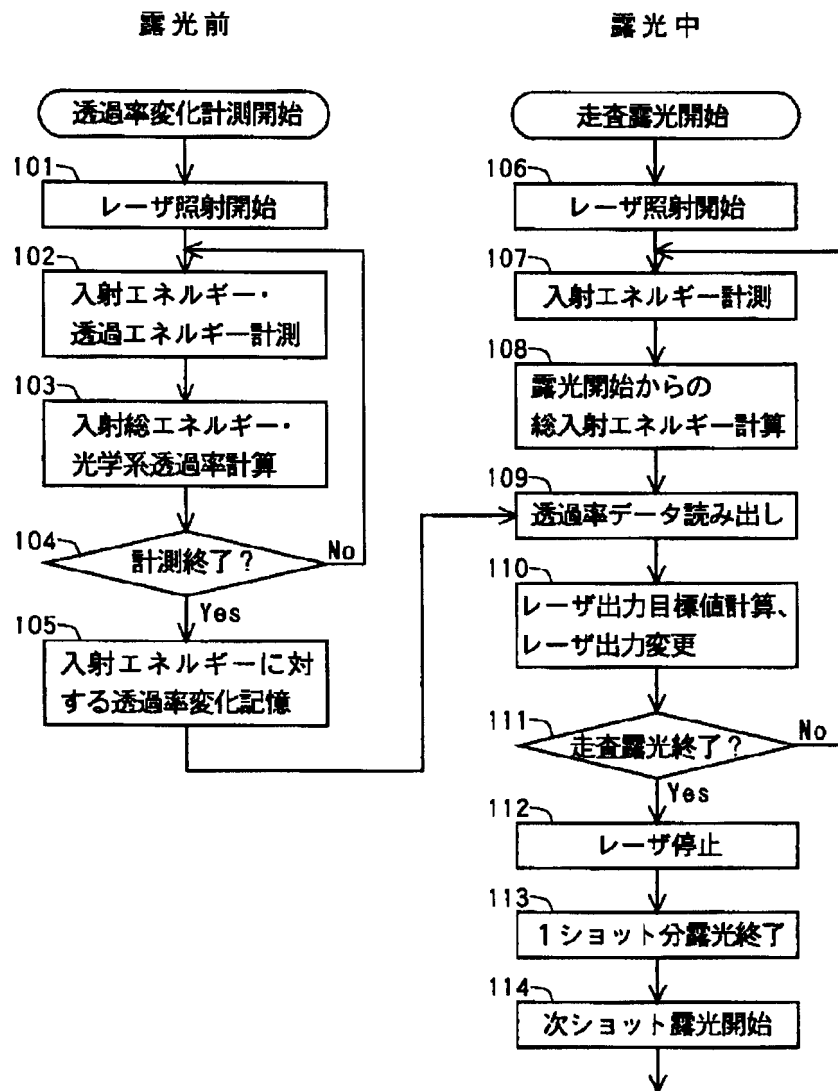 露光前
透過率変化計測開始
101
レーザ照射開始
102
入射エネルギー・
透過エネルギー計測
103
入射総エネルギー・
光学系透過率計算
104
計測終了?
No
Yes
105
入射エネルギーに対
する透過率変化記憶
露光中
走査露光開始
106
レーザ照射開始
107
入射エネルギー計測
108
露光開始からの
総入射エネルギー計算
109
透過率データ読み出し
110
レーザ出力目標値計算、
レーザ出力変更
111
走査露光終了?
No
Yes
112
レーザ停止
113
1ショット分露光終了
114
次ショット露光開始